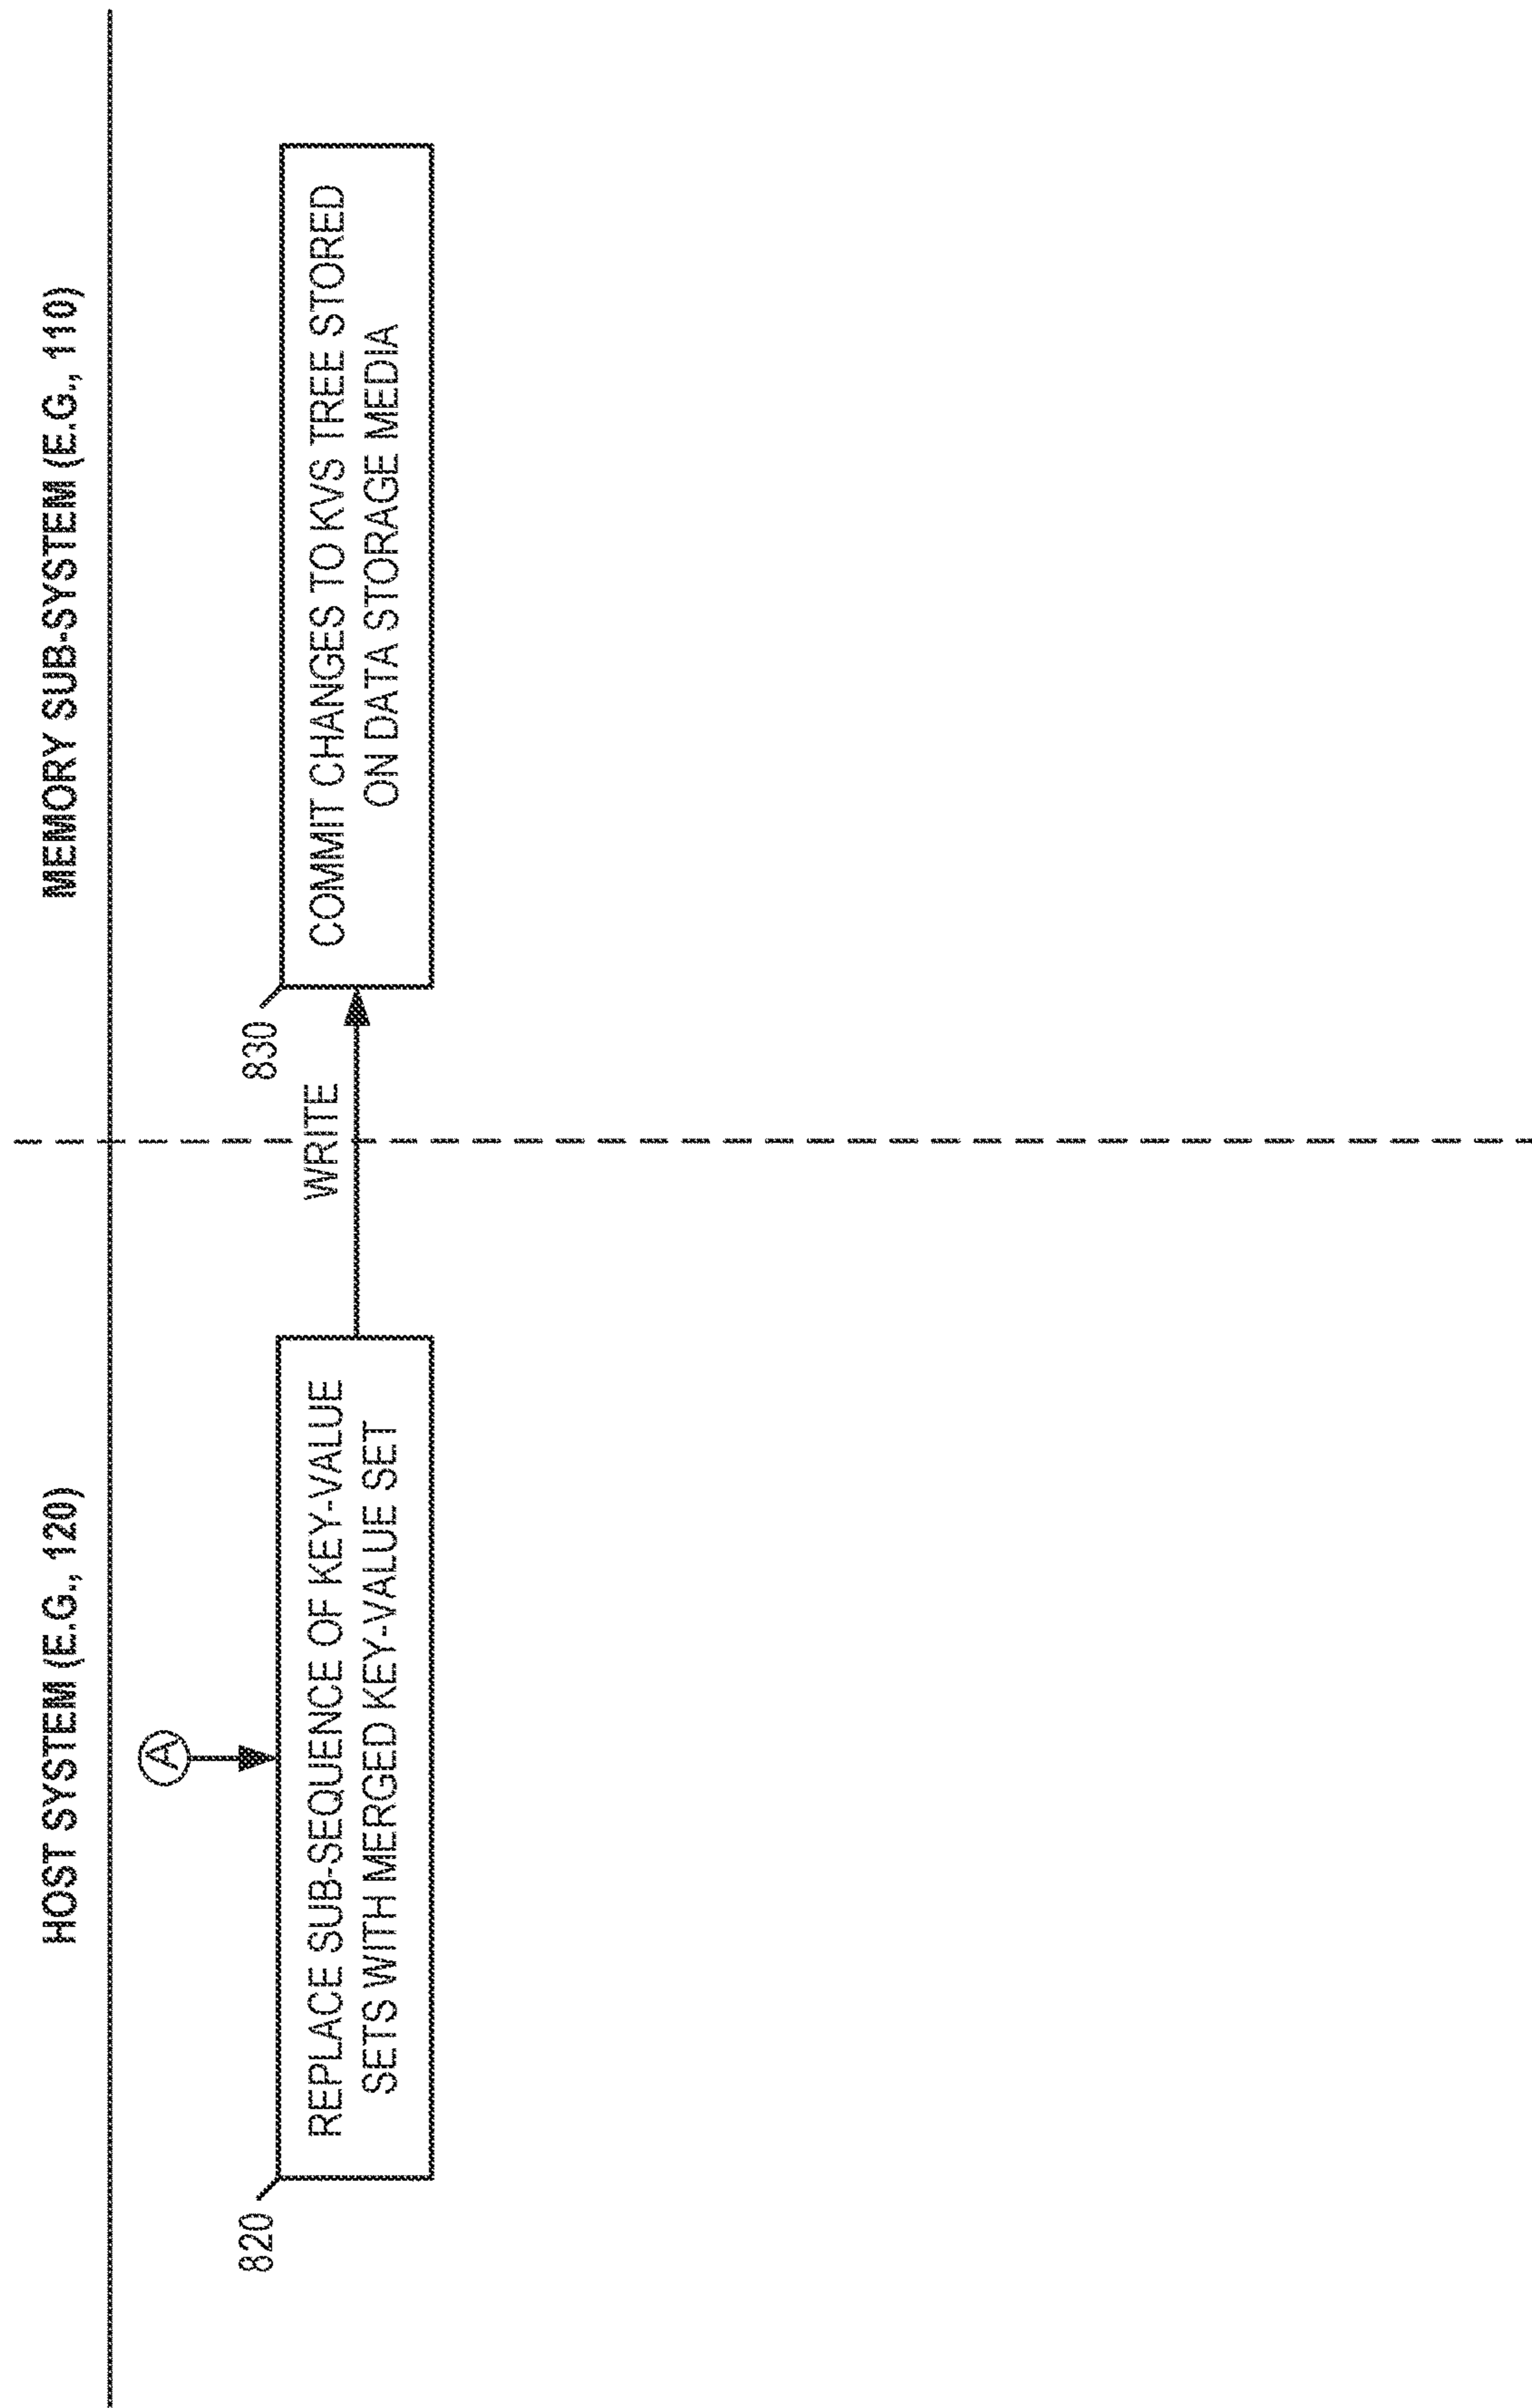 HOST SYSTEM (E.G., 120)
MEMORY SUB-SYSTEM (E.G., 110)
A
820
REPLACE SUB-SEQUENCE OF KEY-VALUE
SETS WITH MERGED KEY-VALUE SET
WRITE
830
COMMIT CHANGES TO KVS TREE STORED
ON DATA STORAGE MEDIA